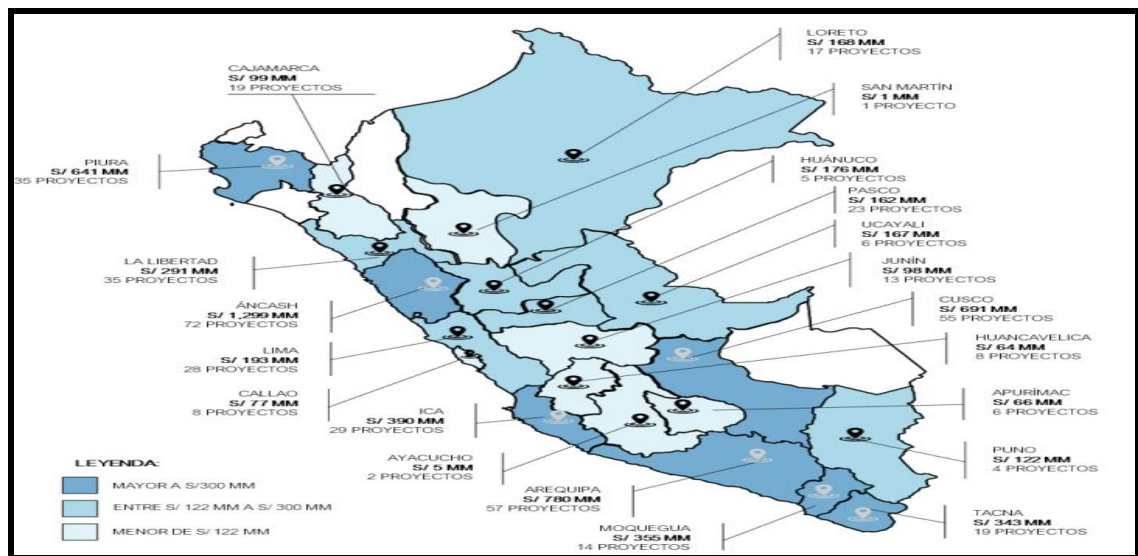 LORETO
S/ 168 MM
17 PROYECTOS
CAJAMARCA
S/ 99 MM
19 PROYECTOS
SAN MARTÍN
S/ 1 MM
1 PROYECTO
PIURA
S/ 641 MM
35 PROYECTOS
HUÁNUCO
S/ 176 MM
5 PROYECTOS
PASCO
S/ 162 MM
23 PROYECTOS
UCAYALI
S/ 167 MM
6 PROYECTOS
LA LIBERTAD
S/ 291 MM
35 PROYECTOS
JUNÍN
S/ 98 MM
13 PROYECTOS
ÁNCASH
S/ 1,299 MM
72 PROYECTOS
CUSCO
S/ 691 MM
55 PROYECTOS
LIMA
S/ 193 MM
28 PROYECTOS
HUANCAVELICA
S/ 64 MM
8 PROYECTOS
CALLAO
S/ 77 MM
8 PROYECTOS
APURÍMAC
S/ 66 MM
6 PROYECTOS
ICA
S/ 390 MM
29 PROYECTOS
AYACUCHO
S/ 5 MM
2 PROYECTOS
PUNO
S/ 122 MM
4 PROYECTOS
AREQUIPA
S/ 780 MM
57 PROYECTOS
MOQUEGUA
S/ 355 MM
14 PROYECTOS
TACNA
S/ 343 MM
19 PROYECTOS
LEYENDA:
MAYOR A S/300 MM
ENTRE S/ 122 MM A S/ 300 MM
MENOR DE S/ 122 MM